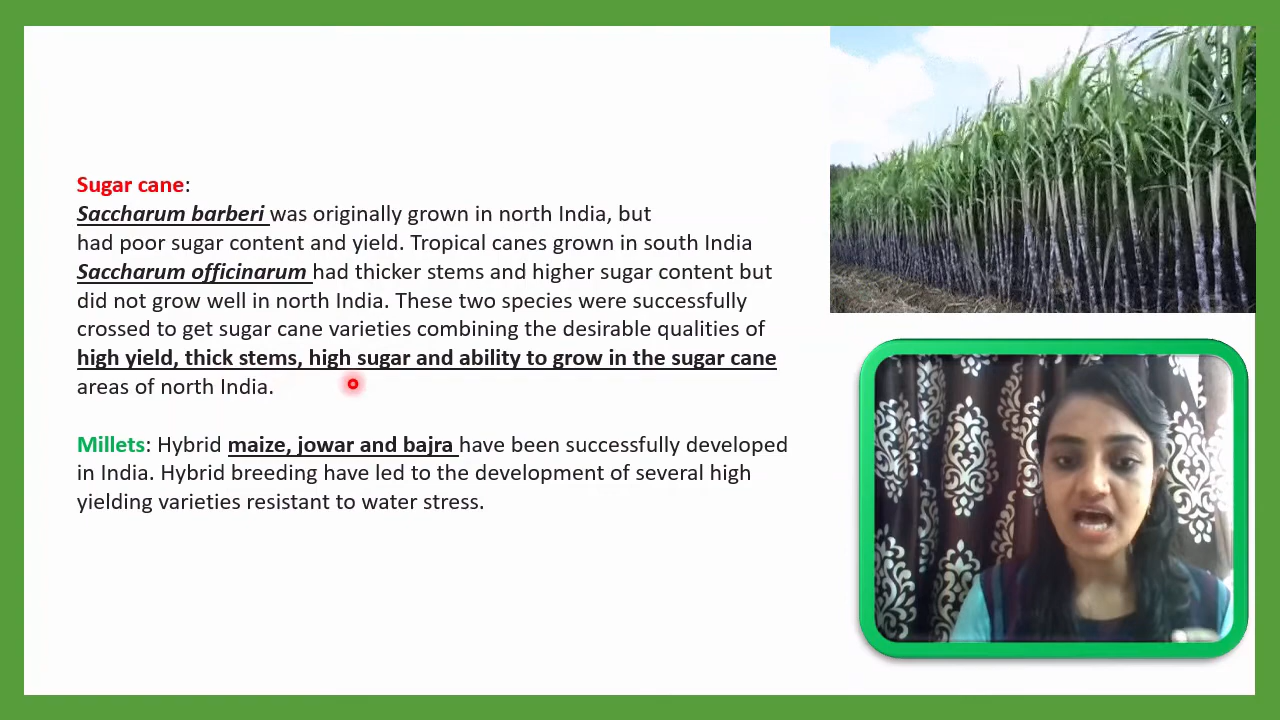 Sugar cane:
Saccharum barberi was originally grown in north India, but
had poor sugar content and yield. Tropical canes grown in south India
Saccharum officinarum had thicker stems and higher sugar content but
did not grow well in north India. These two species were successfully
crossed to get sugar cane varieties combining the desirable qualities of
high yield, thick stems, high sugar and ability to grow in the sugar cane
areas of north India.
Millets: Hybrid maize, jowar and bajra have been successfully developed
in India. Hybrid breeding have led to the development of several high
yielding varieties resistant to water stress.